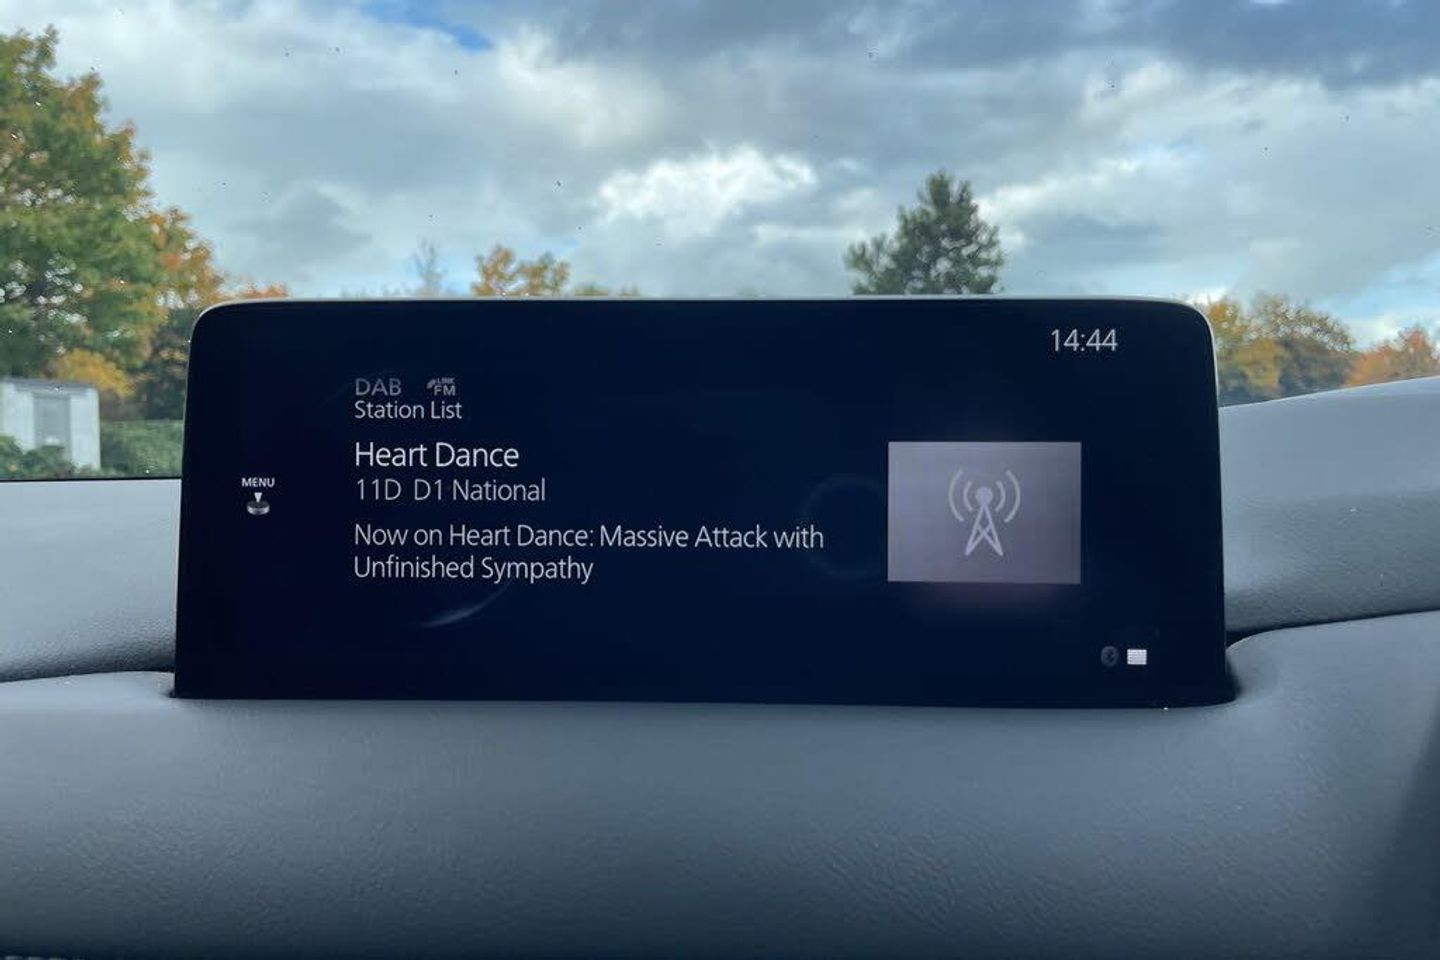 14:44
DAB LINK FM
Station List
Heart Dance
11D D1 National
MENU
Now on Heart Dance: Massive Attack with
Unfinished Sympathy